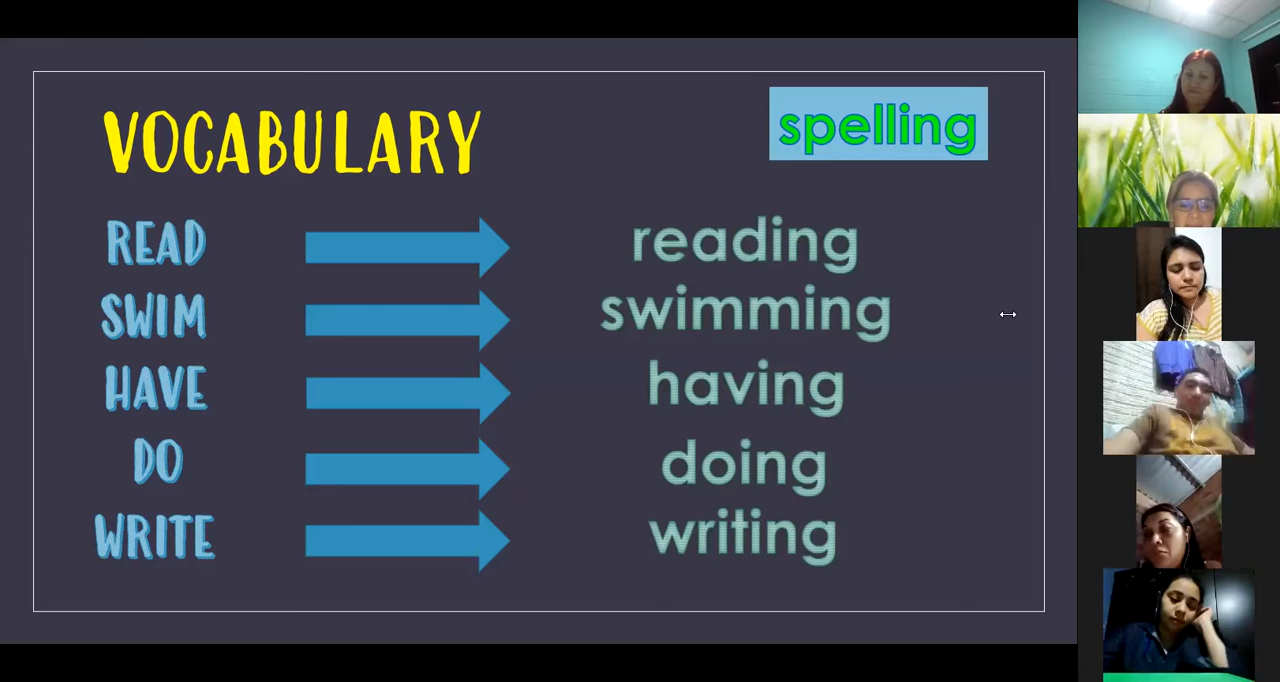 VOCABULARY
spelling
READ reading
SWIM swimming
HAVE having
DO doing
WRITE writing